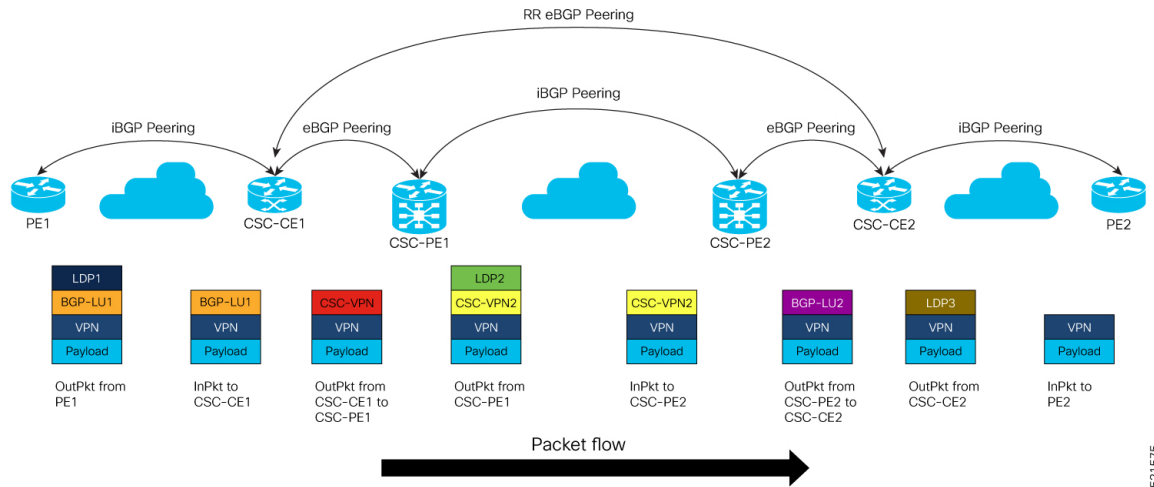 RR eBGP Peering
iBGP Peering
iBGP Peering
eBGP Peering
eBGP Peering
iBGP Peering
PE1
CSC-CE1
CSC-PE1
CSC-PE2
CSC-CE2
PE2
LDP1
BGP-LU1
VPN
Payload
OutPkt from
PE1
BGP-LU1
VPN
Payload
InPkt to
CSC-CE1
CSC-VPN
VPN
Payload
OutPkt from
CSC-CE1 to
CSC-PE1
LDP2
CSC-VPN2
VPN
Payload
OutPkt from
CSC-PE1
CSC-VPN2
VPN
Payload
InPkt to
CSC-PE2
BGP-LU2
VPN
Payload
OutPkt from
CSC-PE2 to
CSC-CE2
LDP3
VPN
Payload
OutPkt from
CSC-CE2
VPN
Payload
InPkt to
PE2
Packet flow